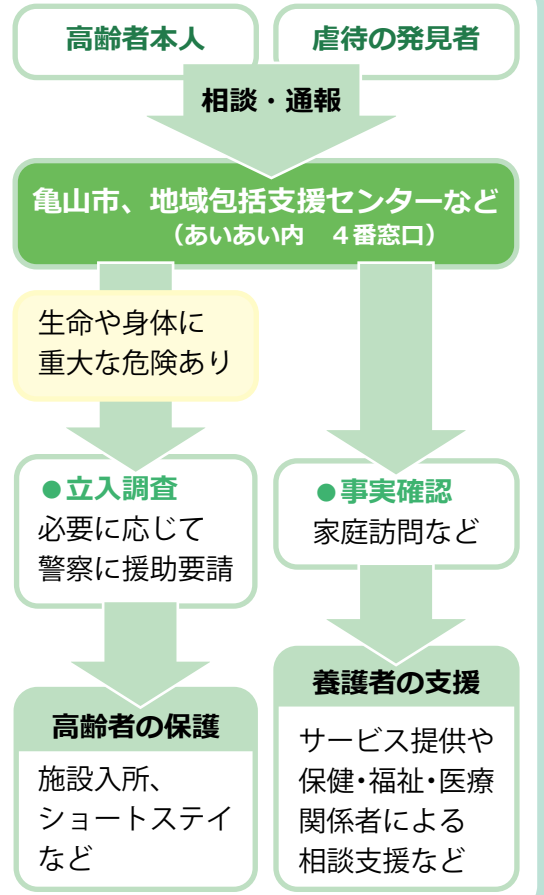 高齢者本人
虐待の発見者
相談・通報
亀山市、地域包括支援センターなど
（あいあい内　４番窓口）
生命や身体に
重大な危険あり
●立入調査
必要に応じて
警察に援助要請
●事実確認
家庭訪問など
高齢者の保護
施設入所、
ショートステイ
など
養護者の支援
サービス提供や
保健・福祉・医療
関係者による
相談支援など